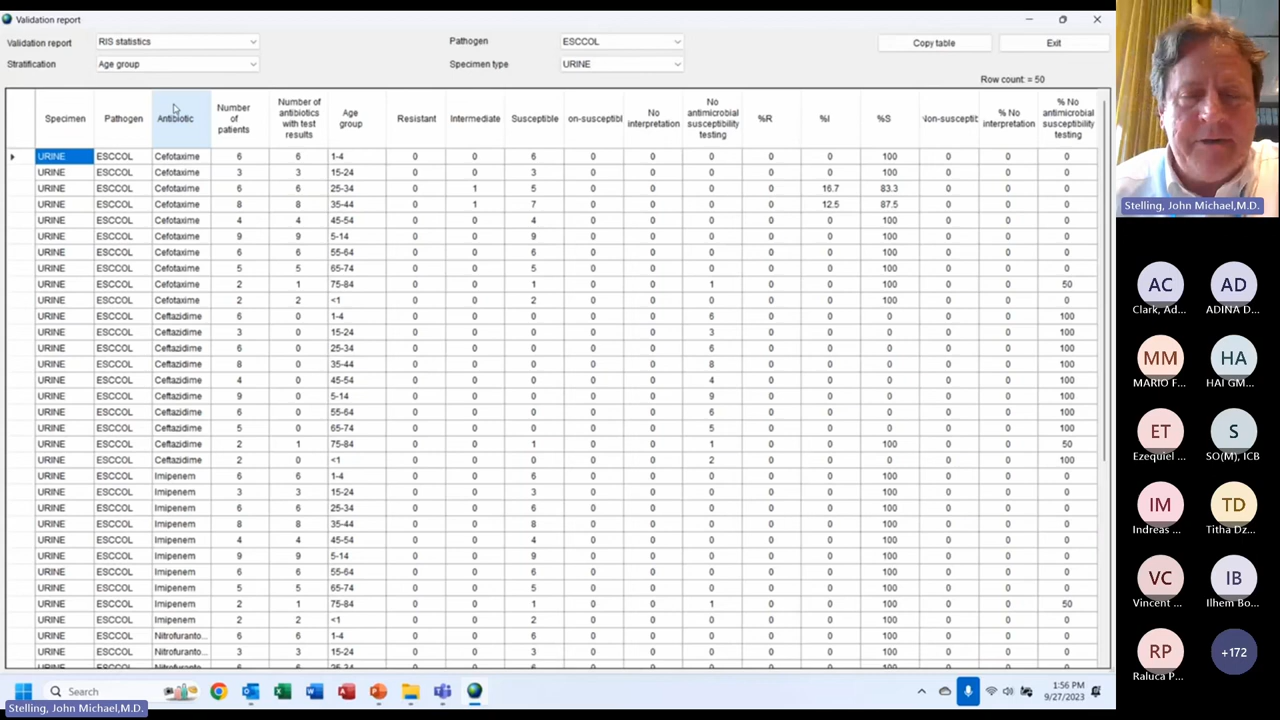 Validation report
Validation report RIS statistics Pathogen ESCCOL Copy table Exit
Stratification Age group Specimen type URINE
Row count: = 50
Specimen Pathogen Antibiotic Number of patients Number of antibiotics with test results Age group Resistant Intermediate Susceptible on-susceptibl No interpretation No antimicrobial susceptibility testing %R %I %S Non-susceptib % No interpretation % No antimicrobial susceptibility testing
URINE ESCCOL Cefotaxime 6 6 1-4 0 0 6 0 0 0 0 0 100 0 0 0
URINE ESCCOL Cefotaxime 3 3 15-24 0 0 3 0 0 0 0 0 100 0 0 0
URINE ESCCOL Cefotaxime 6 6 25-34 0 1 5 0 0 0 0 16.7 83.3 0 0 0
URINE ESCCOL Cefotaxime 8 8 35-44 0 1 7 0 0 0 0 12.5 87.5 0 0 0
URINE ESCCOL Cefotaxime 4 4 45-54 0 0 4 0 0 0 0 0 100 0 0 0
URINE ESCCOL Cefotaxime 9 9 5-14 0 0 9 0 0 0 0 0 100 0 0 0
URINE ESCCOL Cefotaxime 6 6 55-64 0 0 6 0 0 0 0 0 100 0 0 0
URINE ESCCOL Cefotaxime 5 5 65-74 0 0 5 0 0 0 0 0 100 0 0 0
URINE ESCCOL Cefotaxime 2 1 75-84 0 0 1 0 0 1 0 0 100 0 0 50
URINE ESCCOL Cefotaxime 2 2 <1 0 0 2 0 0 0 0 0 100 0 0 0
URINE ESCCOL Ceftazidime 6 0 1-4 0 0 0 0 0 6 0 0 0 0 0 100
URINE ESCCOL Ceftazidime 3 0 15-24 0 0 0 0 0 3 0 0 0 0 0 100
URINE ESCCOL Ceftazidime 6 0 25-34 0 0 0 0 0 6 0 0 0 0 0 100
URINE ESCCOL Ceftazidime 8 0 35-44 0 0 0 0 0 8 0 0 0 0 0 100
URINE ESCCOL Ceftazidime 4 0 45-54 0 0 0 0 0 4 0 0 0 0 0 100
URINE ESCCOL Ceftazidime 9 0 5-14 0 0 0 0 0 9 0 0 0 0 0 100
URINE ESCCOL Ceftazidime 6 0 55-64 0 0 0 0 0 6 0 0 0 0 0 100
URINE ESCCOL Ceftazidime 5 0 65-74 0 0 0 0 0 5 0 0 0 0 0 100
URINE ESCCOL Ceftazidime 2 1 75-84 0 0 1 0 0 1 0 0 100 0 0 50
URINE ESCCOL Ceftazidime 2 0 <1 0 0 0 0 0 2 0 0 0 0 0 100
URINE ESCCOL Imipenem 6 6 1-4 0 0 6 0 0 0 0 0 100 0 0 0
URINE ESCCOL Imipenem 3 3 15-24 0 0 3 0 0 0 0 0 100 0 0 0
URINE ESCCOL Imipenem 6 6 25-34 0 0 6 0 0 0 0 0 100 0 0 0
URINE ESCCOL Imipenem 8 8 35-44 0 0 8 0 0 0 0 0 100 0 0 0
URINE ESCCOL Imipenem 4 4 45-54 0 0 4 0 0 0 0 0 100 0 0 0
URINE ESCCOL Imipenem 9 9 5-14 0 0 9 0 0 0 0 0 100 0 0 0
URINE ESCCOL Imipenem 6 6 55-64 0 0 6 0 0 0 0 0 100 0 0 0
URINE ESCCOL Imipenem 5 5 65-74 0 0 5 0 0 0 0 0 100 0 0 0
URINE ESCCOL Imipenem 2 1 75-84 0 0 1 0 0 1 0 0 100 0 0 50
URINE ESCCOL Imipenem 2 2 <1 0 0 2 0 0 0 0 0 100 0 0 0
URINE ESCCOL Nitrofuranto... 6 6 1-4 0 0 6 0 0 0 0 0 100 0 0 0
URINE ESCCOL Nitrofuranto... 3 3 15-24 0 0 3 0 0 0 0 0 100 0 0 0
Search
1:56 PM
9/27/2023
Stelling, John Michael,M.D.
Stelling, John Michael,M.D.
AC AD
Clark, Ad... ADINA D...
MM HA
MARIO F... HAI GM...
ET S
Ezequiel ... SO(M), ICB
IM TD
Indreas ... Titha Dz...
VC IB
Vincent ... Ilhem Bo...
RP +172
Raluca P...